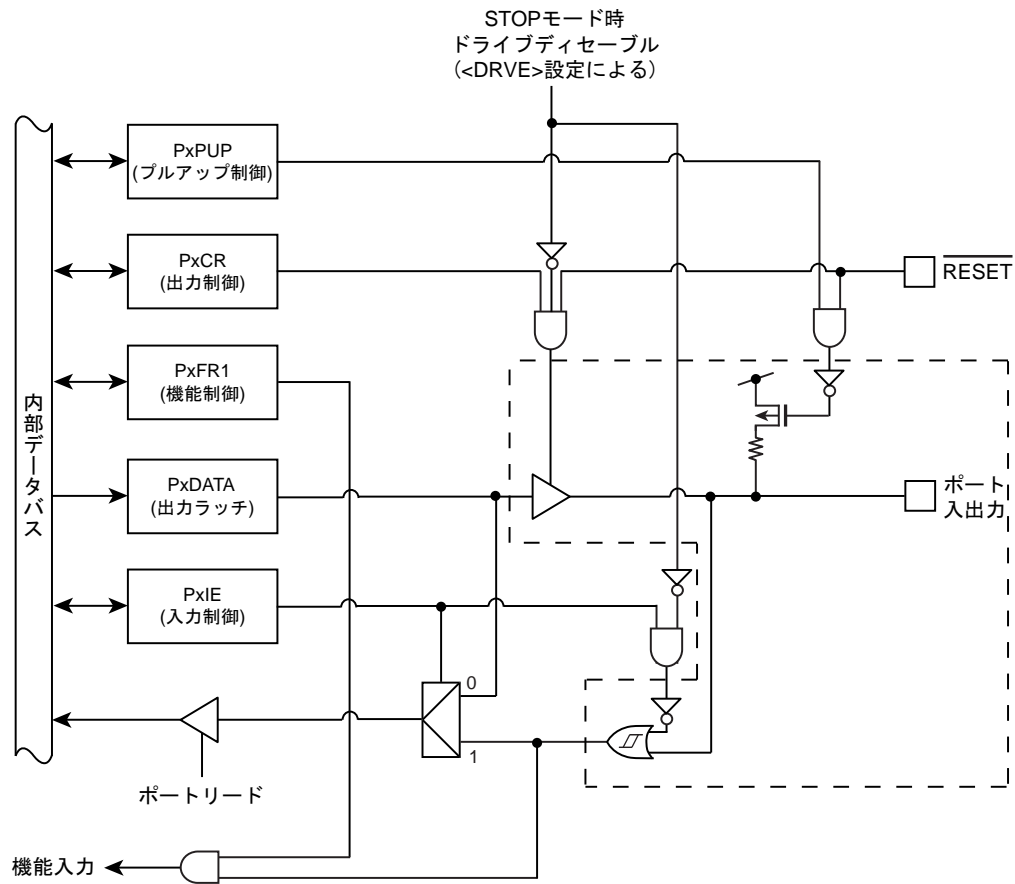 STOPモード時
ドライブディセーブル
(<DRVE>設定による)
PxPUP
(プルアップ制御)
PxCR
(出力制御)
RESET
PxFR1
(機能制御)
内部データバス
PxDATA
(出力ラッチ)
ポート
入出力
PxIE
(入力制御)
0
1
ポートリード
機能入力